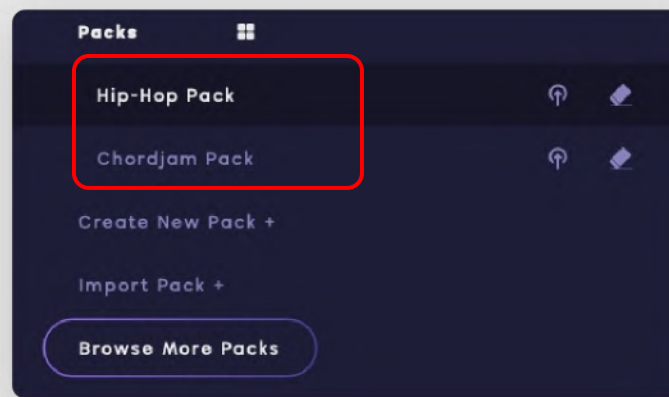 Packs
Hip-Hop Pack
Chordjam Pack
Create New Pack +
Import Pack +
Browse More Packs